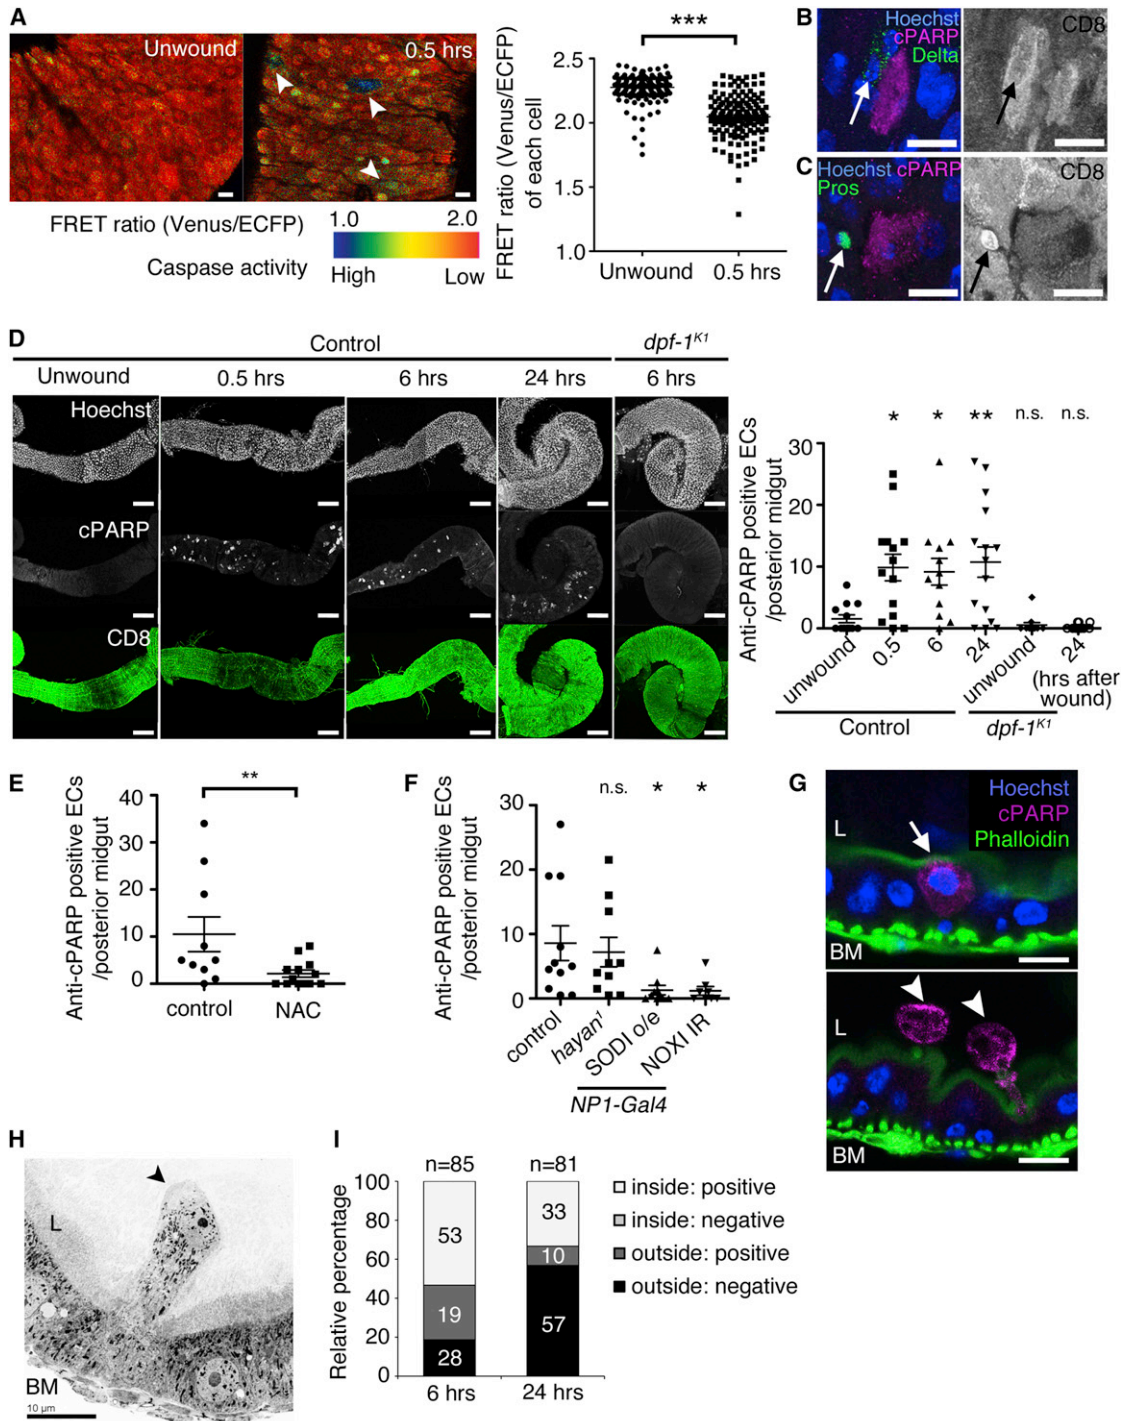 A
Unwound
0.5 hrs
FRET ratio (Venus/ECFP)
1.0
2.0
Caspase activity
High
Low
***
FRET ratio (Venus/ECFP)
of each cell
2.5
2.0
1.5
1.0
Unwound
0.5 hrs
B
Hoechst
cPARP
Delta
CD8
C
Hoechst cPARP
Pros
CD8
D
Control
dpf-1K1
Unwound
0.5 hrs
6 hrs
24 hrs
6 hrs
Hoechst
cPARP
CD8
Anti-cPARP positive ECs
/posterior midgut
* * ** n.s. n.s.
30
20
10
0
unwound
0.5
6
24
unwound
24
(hrs after
wound)
Control
dpf-1K1
E
Anti-cPARP positive ECs
/posterior midgut
**
40
30
20
10
0
control
NAC
F
Anti-cPARP positive ECs
/posterior midgut
n.s. * *
30
20
10
0
control
hayan1
SODI o/e
NOXI IR
NP1-Gal4
G
Hoechst
cPARP
Phalloidin
L
BM
L
BM
H
L
BM
10 µm
I
n=85
n=81
Relative percentage
100
80
60
40
20
0
53
19
28
33
10
57
6 hrs
24 hrs
inside: positive
inside: negative
outside: positive
outside: negative